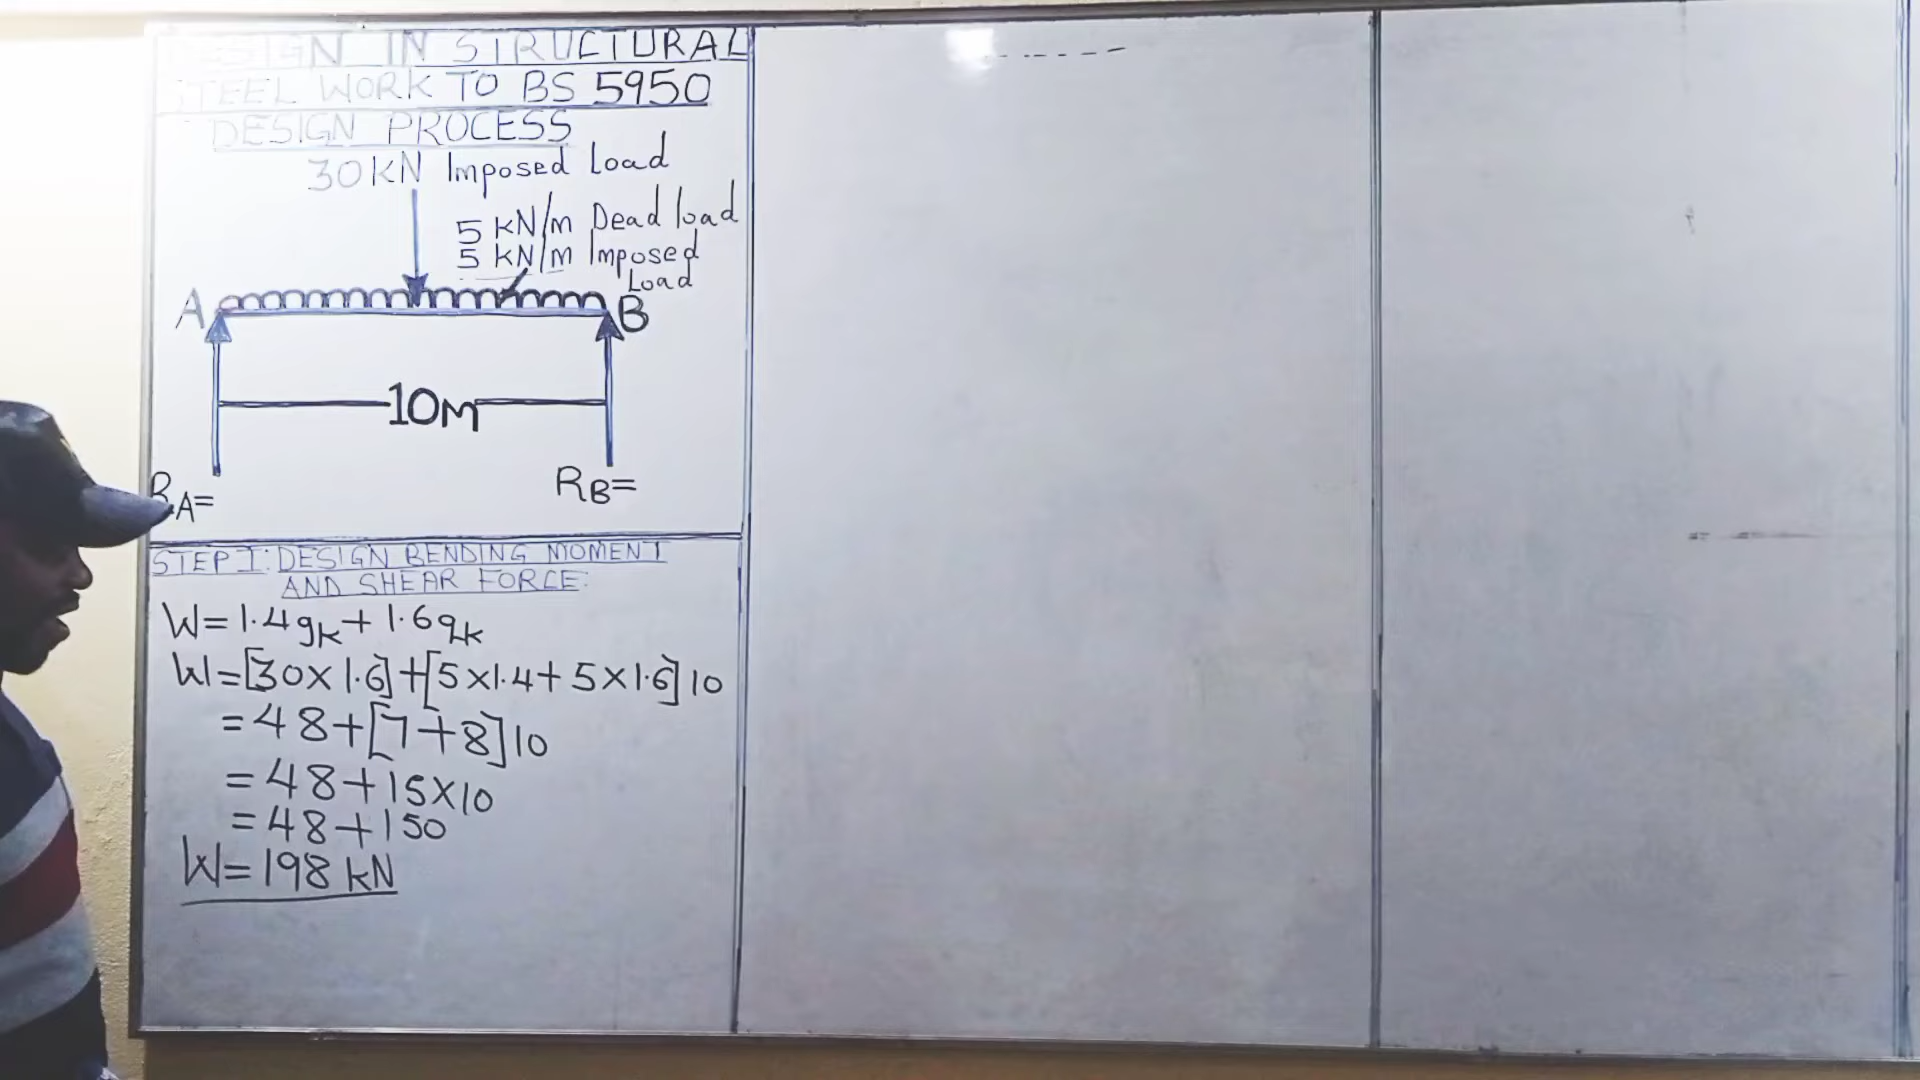 DESIGN IN STRUCTURAL
STEEL WORK TO BS 5950
DESIGN PROCESS
30KN Imposed Load
5 kN/m Dead load
5 kN/m Imposed
Load
A
B
10M
RA=
RB=
STEP I: DESIGN BENDING MOMENT
AND SHEAR FORCE:
W=1.4gk+1.6qk
W=[30×1.6]+[5×1.4+5×1.6]10
=48+[7+8]10
=48+15×10
=48+150
W=198 kN